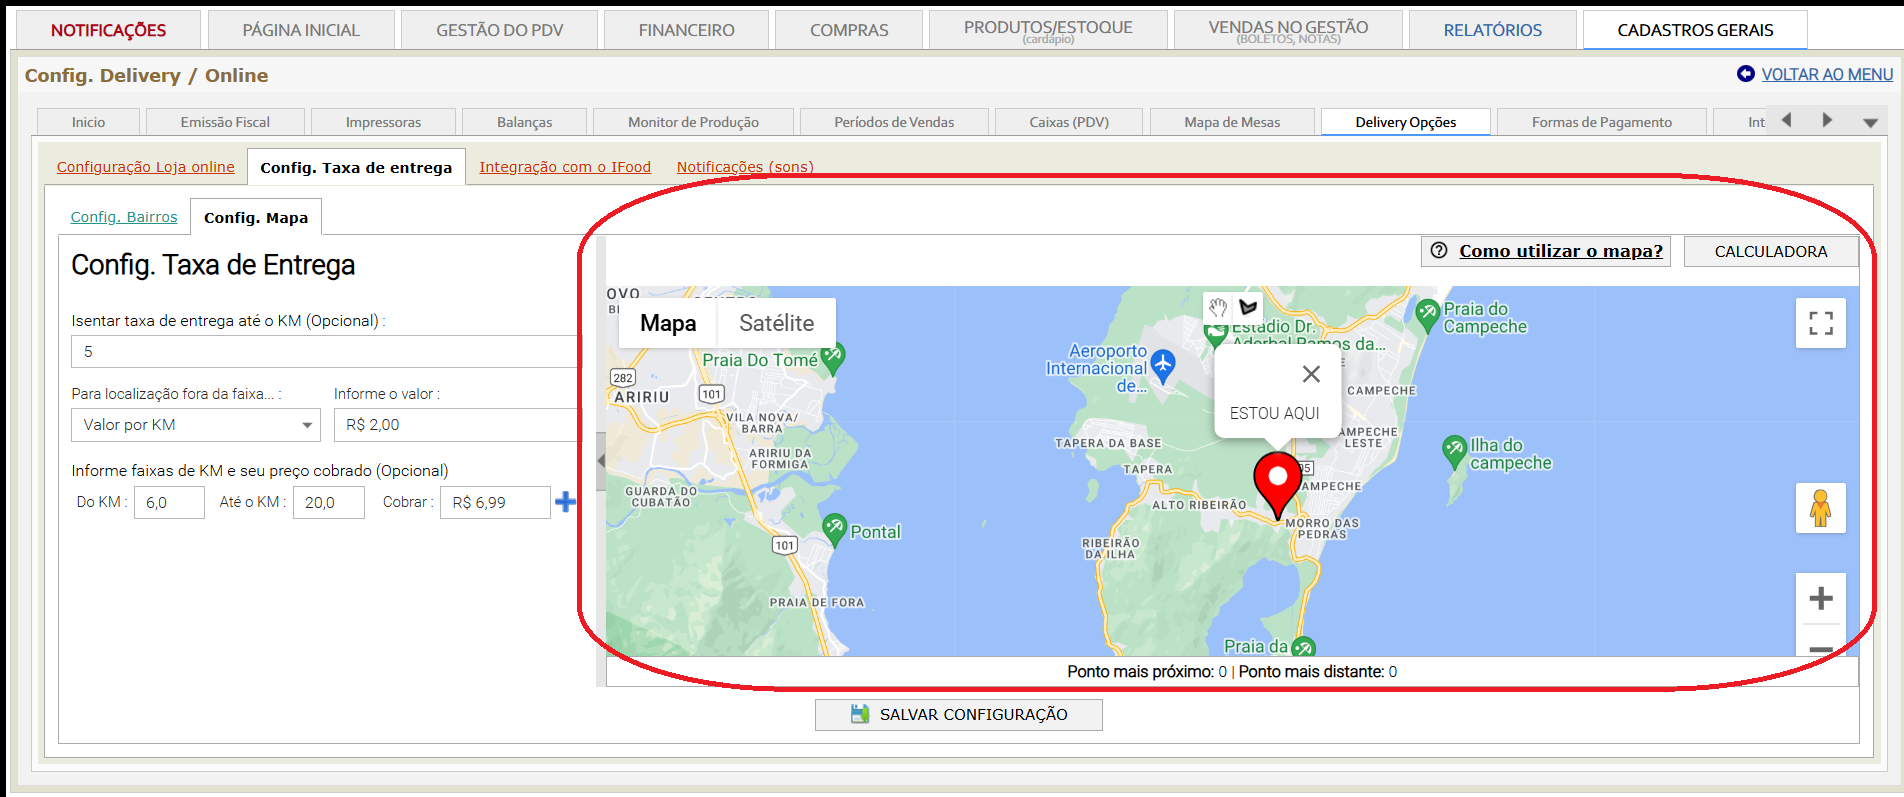 NOTIFICAÇÕES
PÁGINA INICIAL
GESTÃO DO PDV
FINANCEIRO
COMPRAS
PRODUTOS/ESTOQUE
(cardápio)
VENDAS NO GESTÃO
(BOLETOS, NOTAS)
RELATÓRIOS
CADASTROS GERAIS
Config. Delivery / Online
VOLTAR AO MENU
Inicio
Emissão Fiscal
Impressoras
Balanças
Monitor de Produção
Períodos de Vendas
Caixas (PDV)
Mapa de Mesas
Delivery Opções
Formas de Pagamento
Int
Configuração Loja online
Config. Taxa de entrega
Integração com o IFood
Notificações (sons)
Config. Bairros
Config. Mapa
Config. Taxa de Entrega
Isentar taxa de entrega até o KM (Opcional) :
5
Para localização fora da faixa... :
Informe o valor :
Valor por KM
R$ 2,00
Informe faixas de KM e seu preço cobrado (Opcional)
Do KM :
6,0
Até o KM :
20,0
Cobrar :
R$ 6,99
Como utilizar o mapa?
CALCULADORA
Mapa
Satélite
Praia Do Tomé
282
ARIRIU
101
VILA NOVA/
BARRA
ARIRIU DA
FORMIGA
GUARDA DO
CUBATÃO
101
Pontal
PRAIA DE FORA
Estádio Dr.
Aderbal Ramos da...
Aeroporto
Internacional
de...
Praia do
Campeche
CAMPECHE
ESTOU AQUI
AMPECHE
LESTE
Ilha do
campeche
TAPERA DA BASE
TAPERA
05
AMPECHE
ALTO RIBEIRÃO
MORRO DAS
PEDRAS
RIBEIRÃO
DA ILHA
Praia da
Ponto mais próximo: 0 | Ponto mais distante: 0
SALVAR CONFIGURAÇÃO